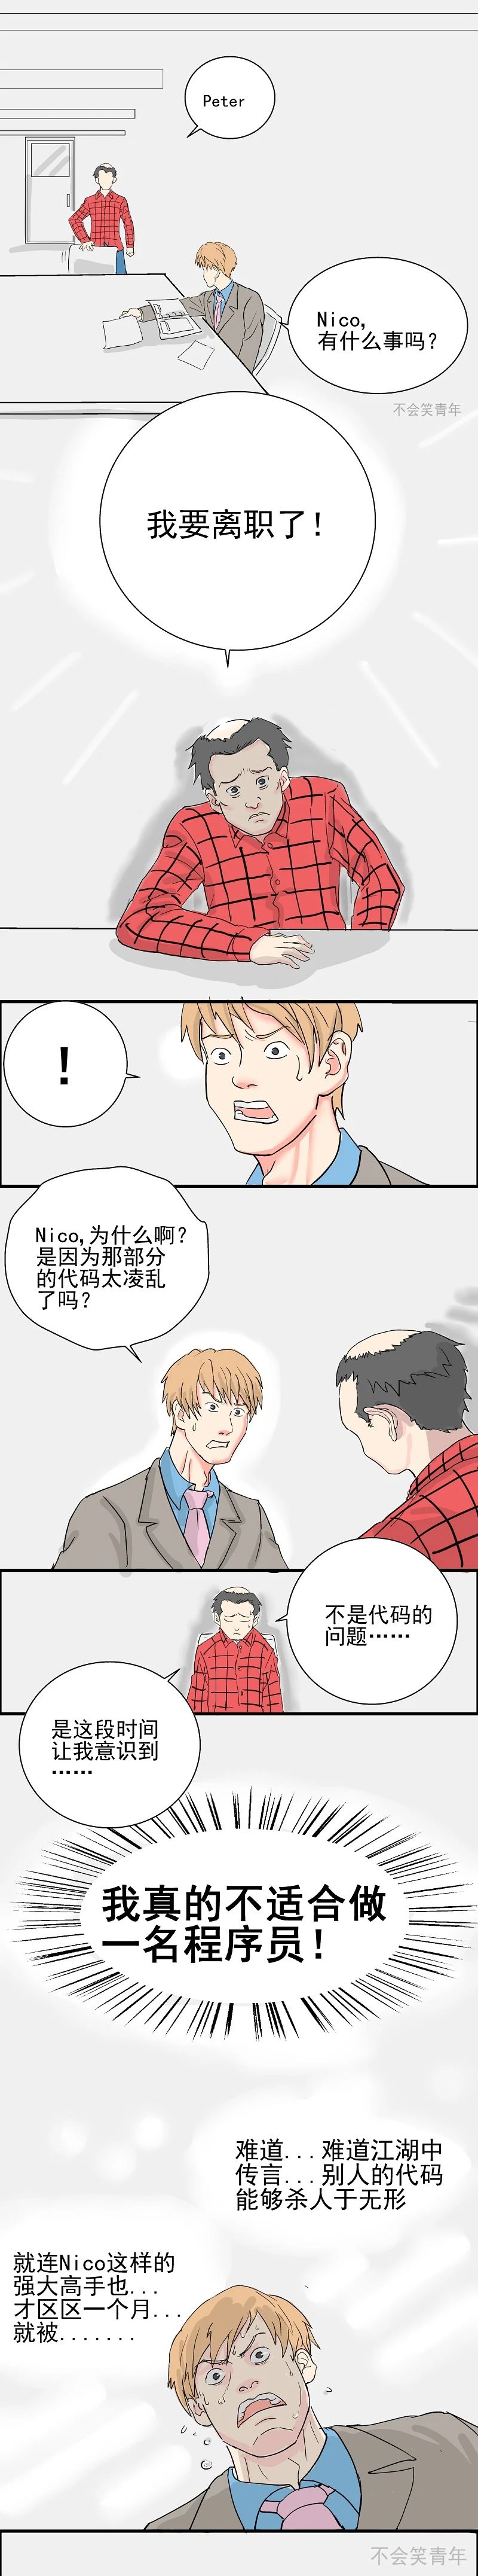 Peter
Nico,
有什么事吗?
不会笑青年
我要离职了!
!
Nico,为什么啊?
是因为那部分
的代码太凌乱
了吗?
不是代码的
问题……
是这段时间
让我意识到
……
我真的不适合做
一名程序员!
难道...难道江湖中
传言...别人的代码
能够杀人于无形
就连Nico这样的
强大高手也...
才区区一个月...
就被.......
不会笑青年